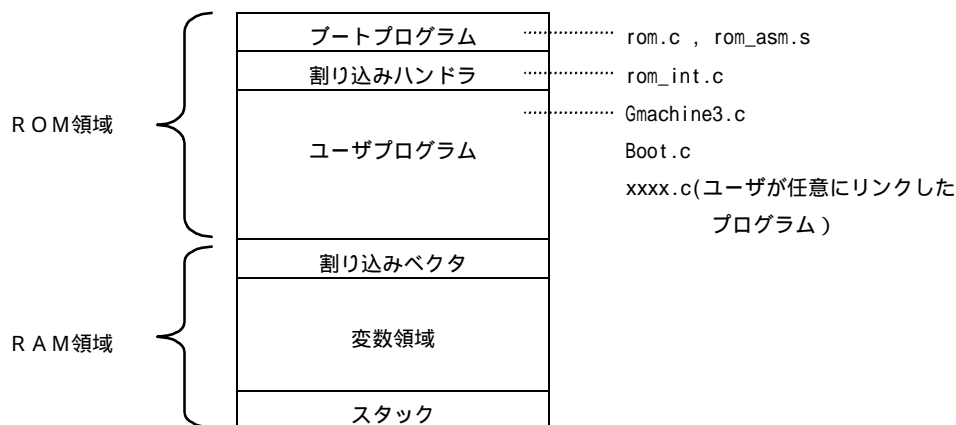 ブートプログラム ‥‥‥‥‥‥ rom.c , rom_asm.s
割り込みハンドラ ‥‥‥‥‥‥ rom_int.c
ROM領域
ユーザプログラム ‥‥‥‥‥‥ Gmachine3.c
Boot.c
xxxx.c(ユーザが任意にリンクした
プログラム)
割り込みベクタ
RAM領域
変数領域
スタック